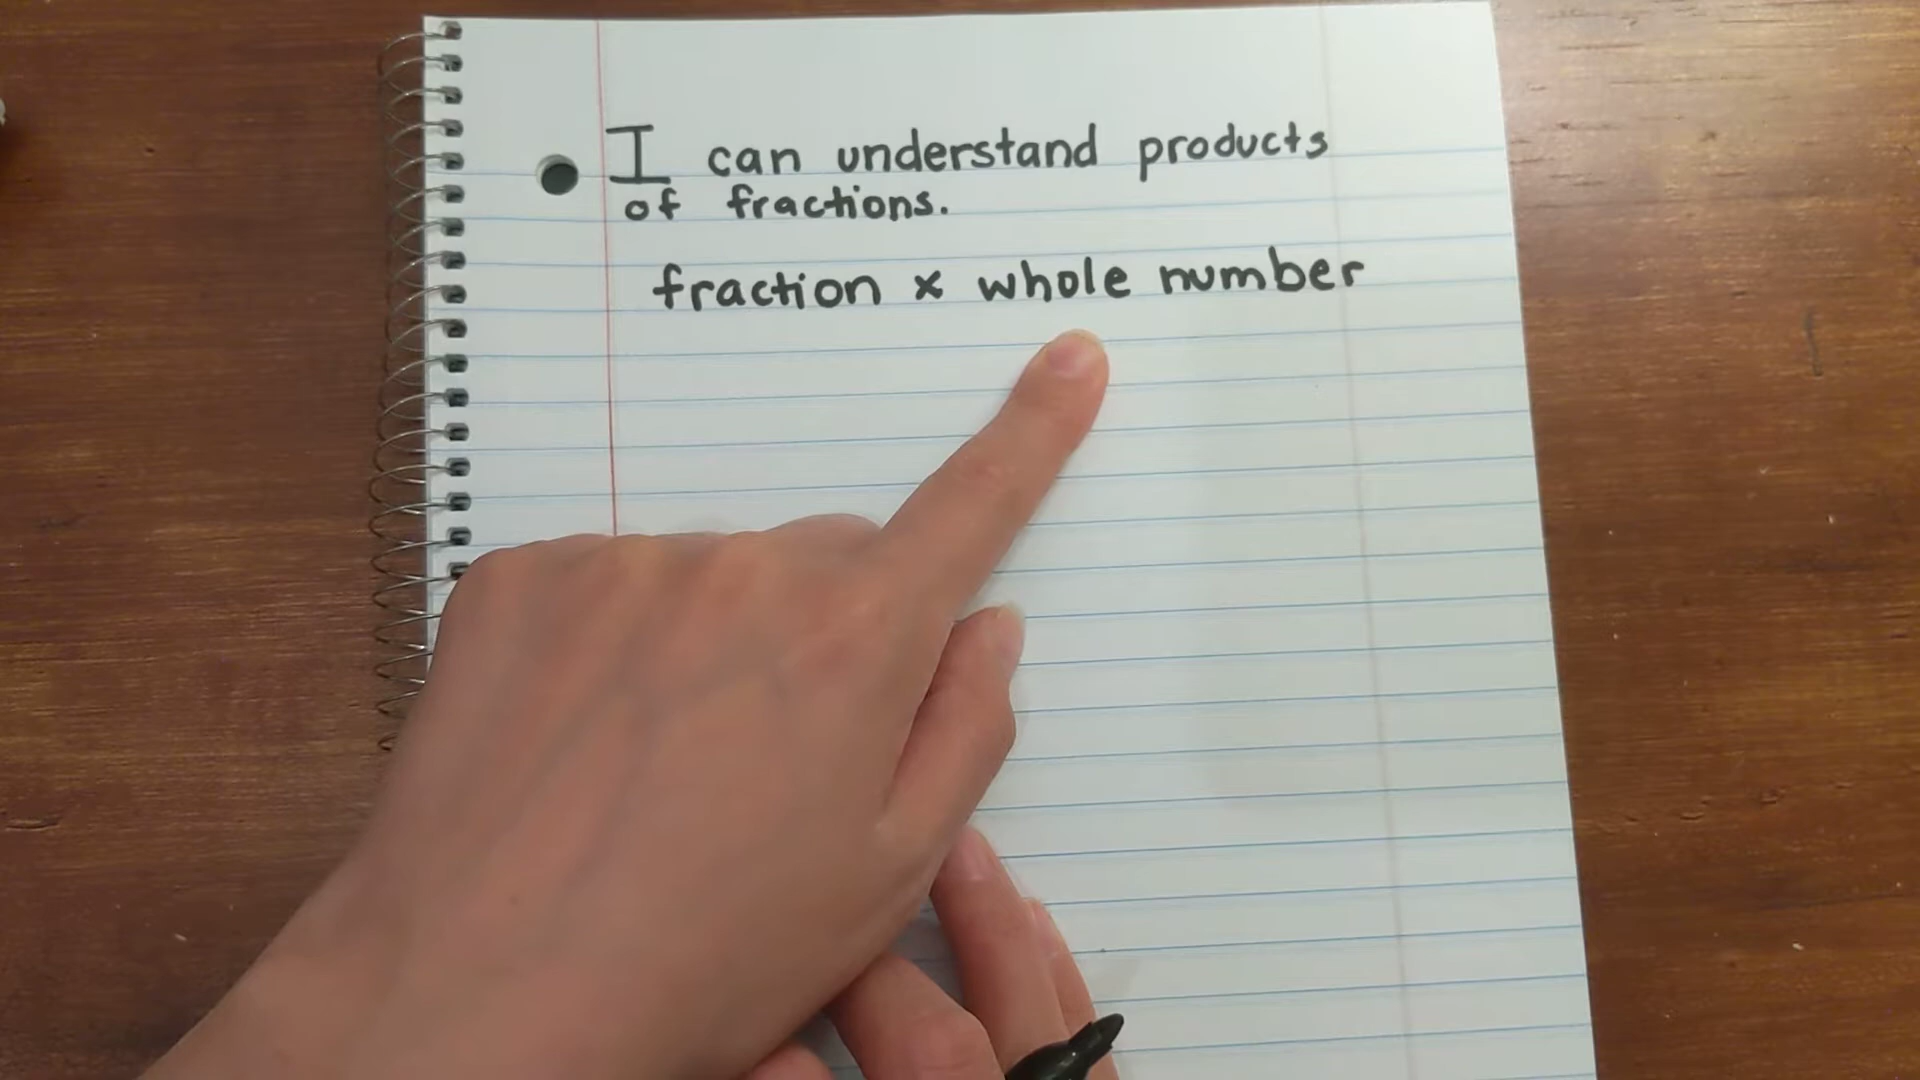 I can understand products
of fractions.
fraction x whole number